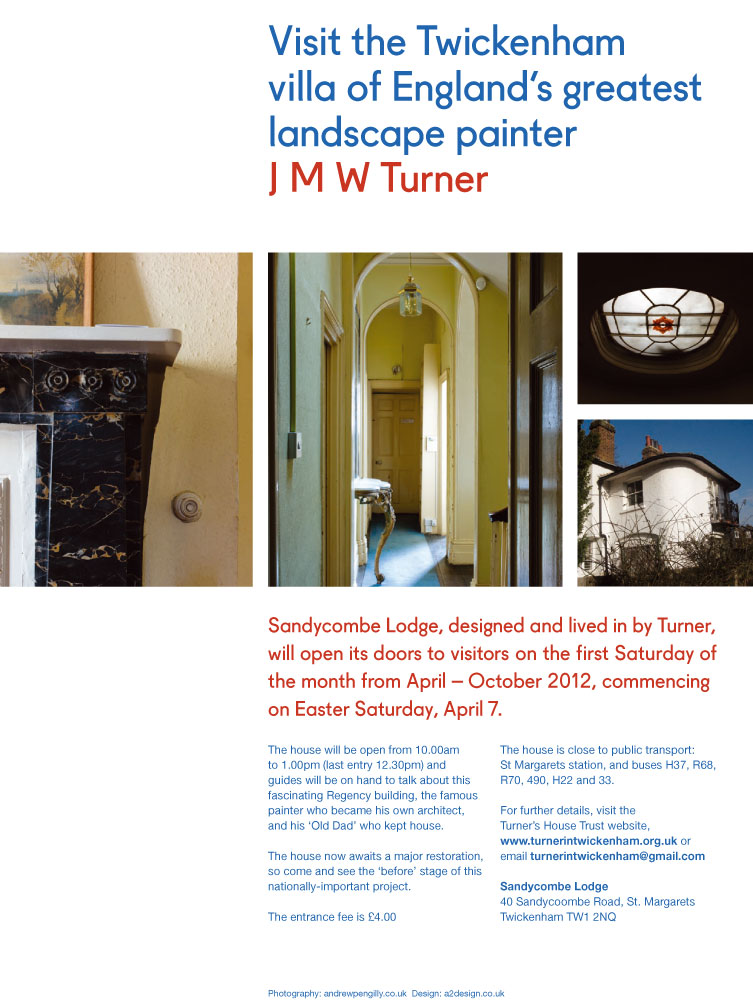 Visit the Twickenham
villa of England’s greatest
landscape painter
J M W Turner
Sandycombe Lodge, designed and lived in by Turner,
will open its doors to visitors on the first Saturday of
the month from April – October 2012, commencing
on Easter Saturday, April 7.
The house will be open from 10.00am
to 1.00pm (last entry 12.30pm) and
guides will be on hand to talk about this
fascinating Regency building, the famous
painter who became his own architect,
and his ‘Old Dad’ who kept house.
The house now awaits a major restoration,
so come and see the ‘before’ stage of this
nationally-important project.
The entrance fee is £4.00
The house is close to public transport:
St Margarets station, and buses H37, R68,
R70, 490, H22 and 33.
For further details, visit the
Turner’s House Trust website,
www.turnerintwickenham.org.uk or
email turnerintwickenham@gmail.com
Sandycombe Lodge
40 Sandycoombe Road, St. Margarets
Twickenham TW1 2NQ
Photography: andrewpengilly.co.uk Design: a2design.co.uk